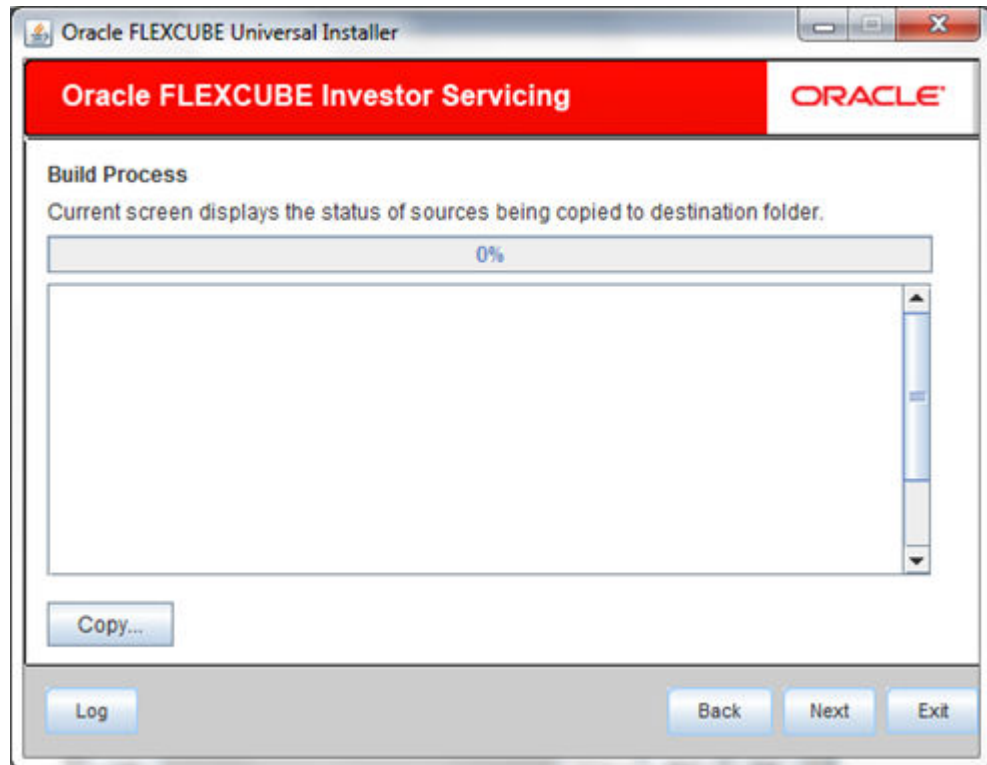 Oracle FLEXCUBE Universal Installer
Oracle FLEXCUBE Investor Servicing
ORACLE
Build Process
Current screen displays the status of sources being copied to destination folder.
0%
Copy...
Log
Back
Next
Exit